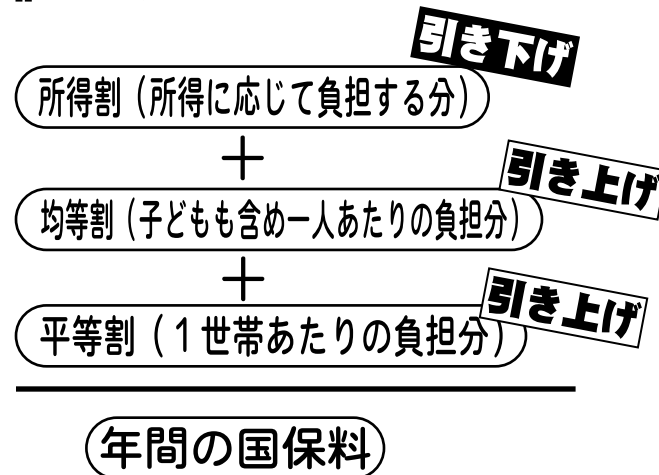 引き下げ
所得割（所得に応じて負担する分）
＋
引き上げ
均等割（子どもも含め一人あたりの負担分）
＋
引き上げ
平等割（１世帯あたりの負担分）
年間の国保料